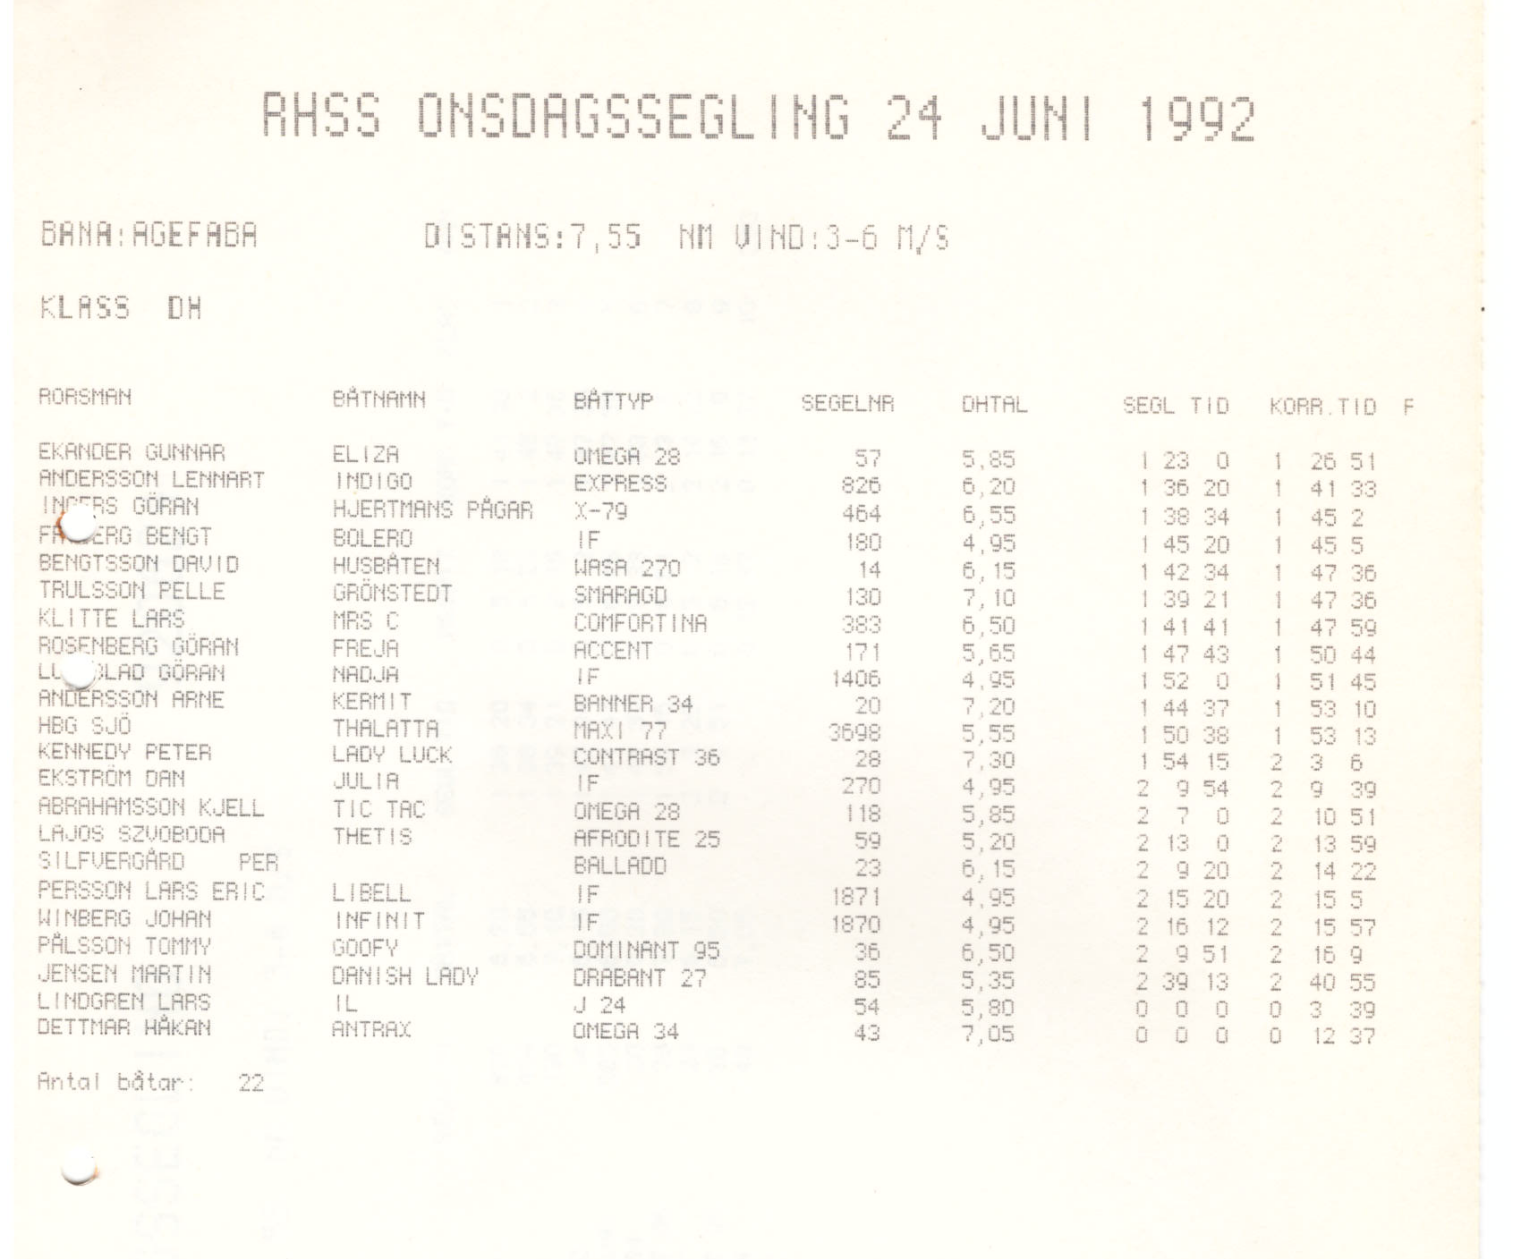 RHSS ONSDAGSSEGLING 24 JUNI 1992
BANA:AGEFABA DISTANS:7,55 NM VIND:3-6 M/S
KLASS DH
RORSMAN BÅTNAMN BÅTTYP SEGELNR DHTAL SEGL TID KORR.TID F
EKANDER GUNNAR ELIZA OMEGA 28 57 5,85 1 23 0 1 26 51
ANDERSSON LENNART INDIGO EXPRESS 826 6,20 1 36 20 1 41 33
GÖRAN HJERTMANS PÅGAR X-79 464 6,55 1 38 34 1 45 2
BENGT BOLERO IF 180 4,95 1 45 20 1 45 5
BENGTSSON DAVID HUSBÅTEN WASA 270 14 6,15 1 42 34 1 47 36
TRULSSON PELLE GRÖNSTEDT SMARAGD 130 7,10 1 39 21 1 47 36
KLITTE LARS MRS C COMFORTINA 383 6,50 1 41 41 1 47 59
ROSENBERG GÖRAN FREJA ACCENT 171 5,65 1 47 43 1 50 44
GÖRAN NADJA IF 1406 4,95 1 52 0 1 51 45
ANDERSSON ARNE KERMIT BANNER 34 20 7,20 1 44 37 1 53 10
HBG SJÖ THALATTA MAXI 77 3698 5,55 1 50 38 1 53 13
KENNEDY PETER LADY LUCK CONTRAST 36 28 7,30 1 54 15 2 3 6
EKSTRÖM DAN JULIA IF 270 4,95 2 9 54 2 9 39
ABRAHAMSSON KJELL TIC TAC OMEGA 28 118 5,85 2 7 0 2 10 51
LAJOS SZVOBODA THETIS AFRODITE 25 59 5,20 2 13 0 2 13 59
SILFVERGÅRD PER BALLADD 23 6,15 2 9 20 2 14 22
PERSSON LARS ERIC LIBELL IF 1871 4,95 2 15 20 2 15 5
WINBERG JOHAN INFINIT IF 1870 4,95 2 16 12 2 15 57
PÅLSSON TOMMY GOOFY DOMINANT 95 36 6,50 2 9 51 2 16 9
JENSEN MARTIN DANISH LADY DRABANT 27 85 5,35 2 39 13 2 40 55
LINDGREN LARS IL J 24 54 5,80 0 0 0 0 3 39
DETTMAR HÅKAN ANTRAX OMEGA 34 43 7,05 0 0 0 0 12 37
Antal båtar: 22